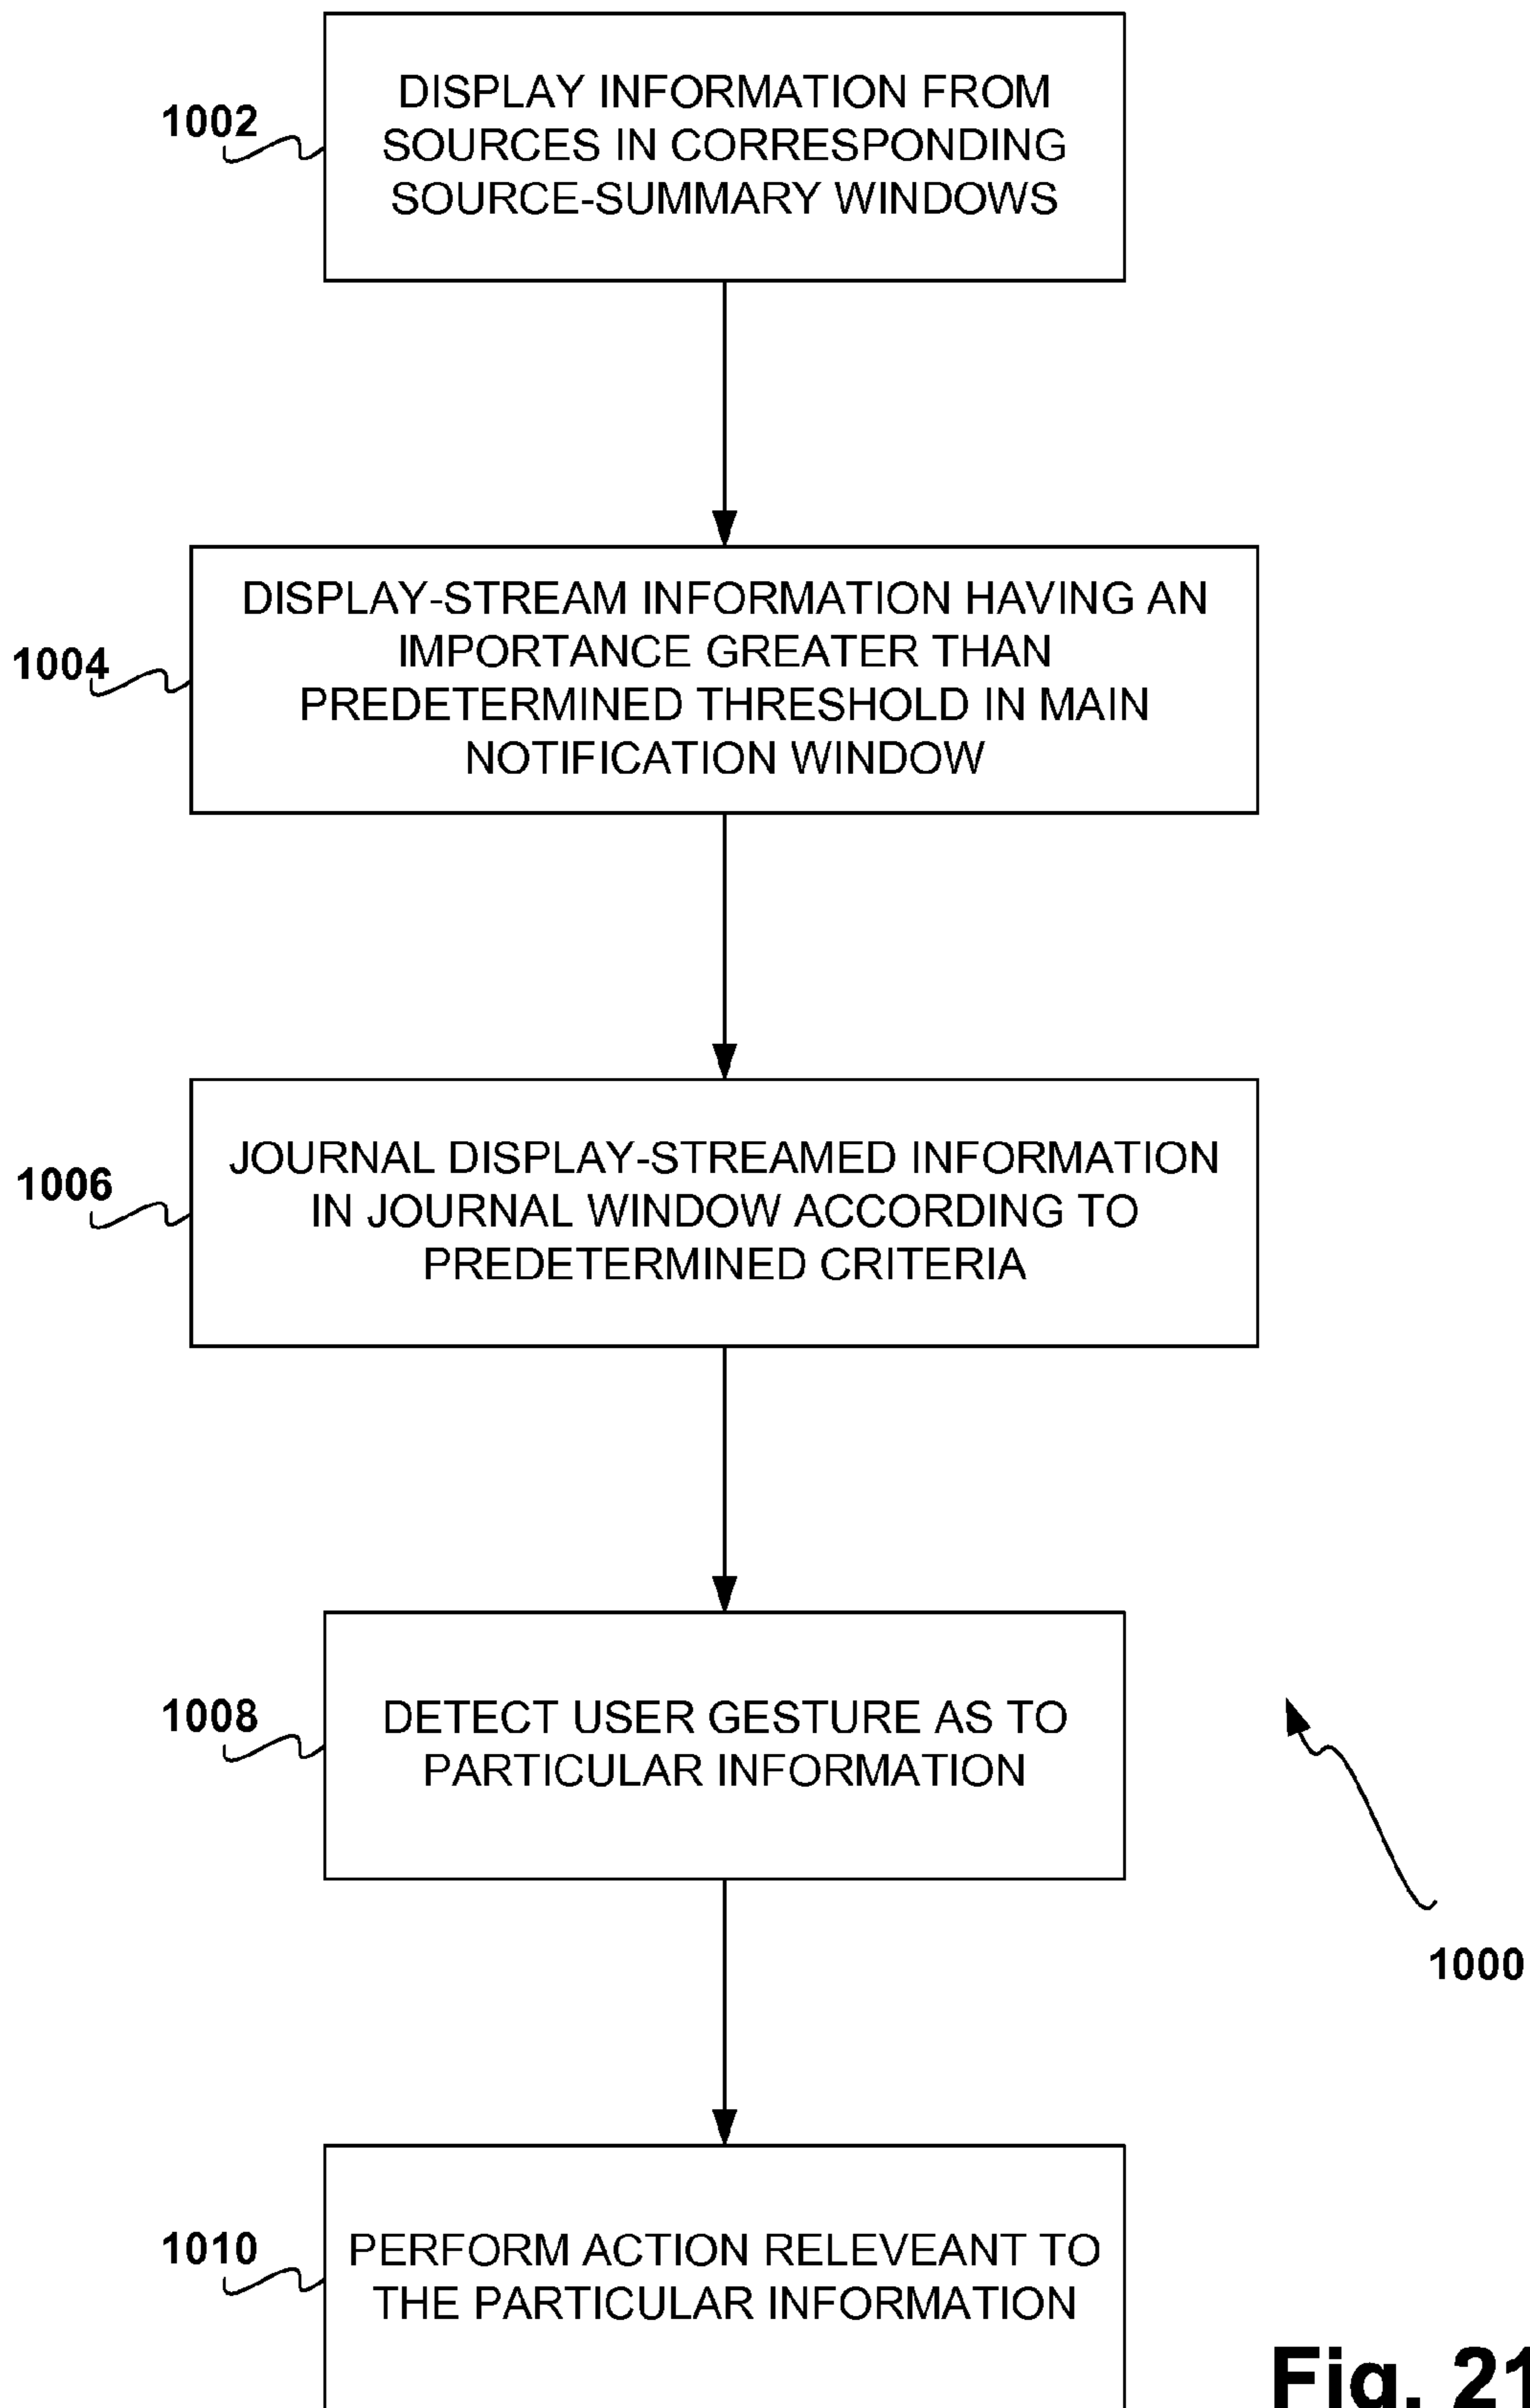 1002
DISPLAY INFORMATION FROM
SOURCES IN CORRESPONDING
SOURCE-SUMMARY WINDOWS
1004
DISPLAY-STREAM INFORMATION HAVING AN
IMPORTANCE GREATER THAN
PREDETERMINED THRESHOLD IN MAIN
NOTIFICATION WINDOW
1006
JOURNAL DISPLAY-STREAMED INFORMATION
IN JOURNAL WINDOW ACCORDING TO
PREDETERMINED CRITERIA
1008
DETECT USER GESTURE AS TO
PARTICULAR INFORMATION
1000
1010
PERFORM ACTION RELEVEANT TO
THE PARTICULAR INFORMATION
Fig. 21